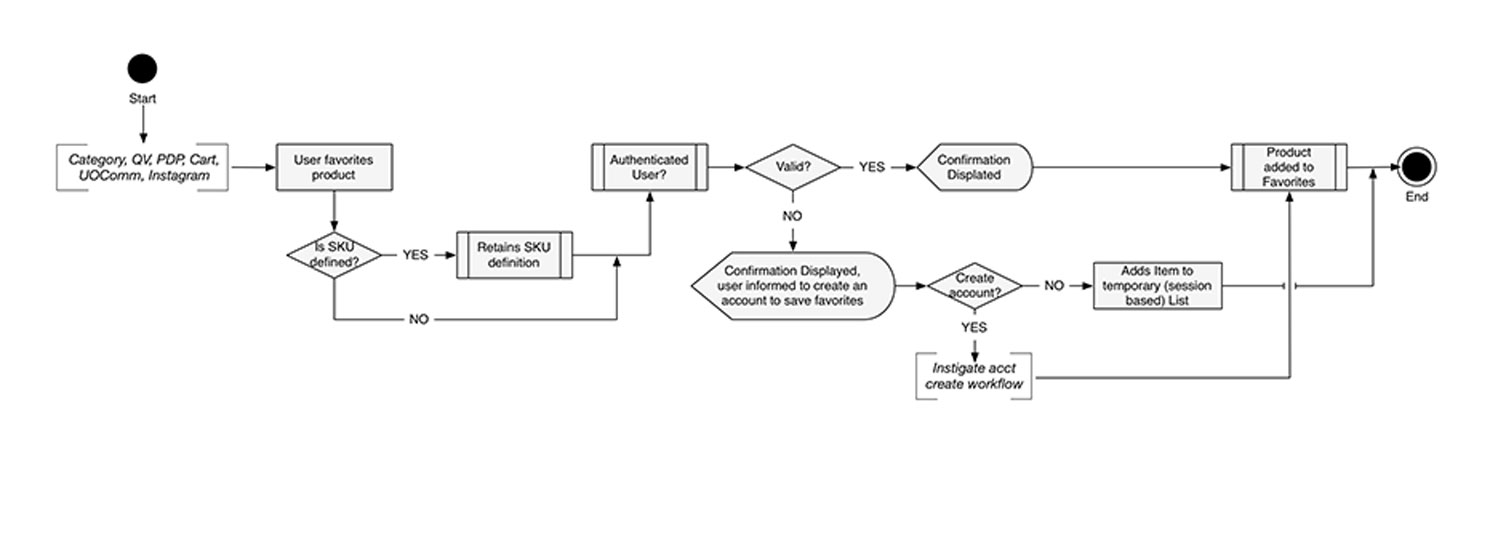 Start
Category, QV, PDP, Cart,
UOComm, Instagram
User favorites
product
Is SKU
defined?
YES
Retains SKU
definition
NO
Authenticated
User?
Valid?
YES
Confirmation
Displated
NO
Confirmation Displayed,
user informed to create an
account to save favorites
Create
account?
NO
Adds Item to
temporary (session
based) List
YES
Instigate acct
create workflow
Product
added to
Favorites
End